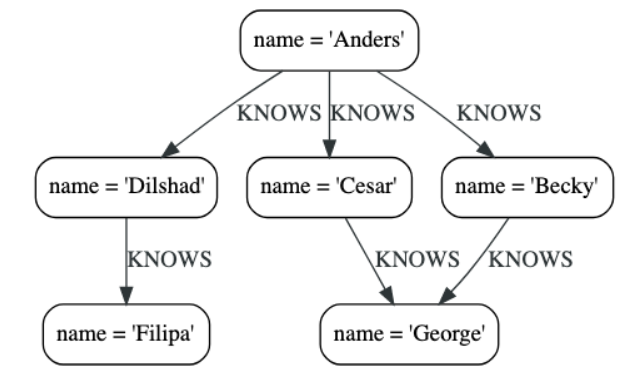 name = 'Anders'
KNOWS
KNOWS
KNOWS
name = 'Dilshad'
name = 'Cesar'
name = 'Becky'
KNOWS
KNOWS
KNOWS
name = 'Filipa'
name = 'George'